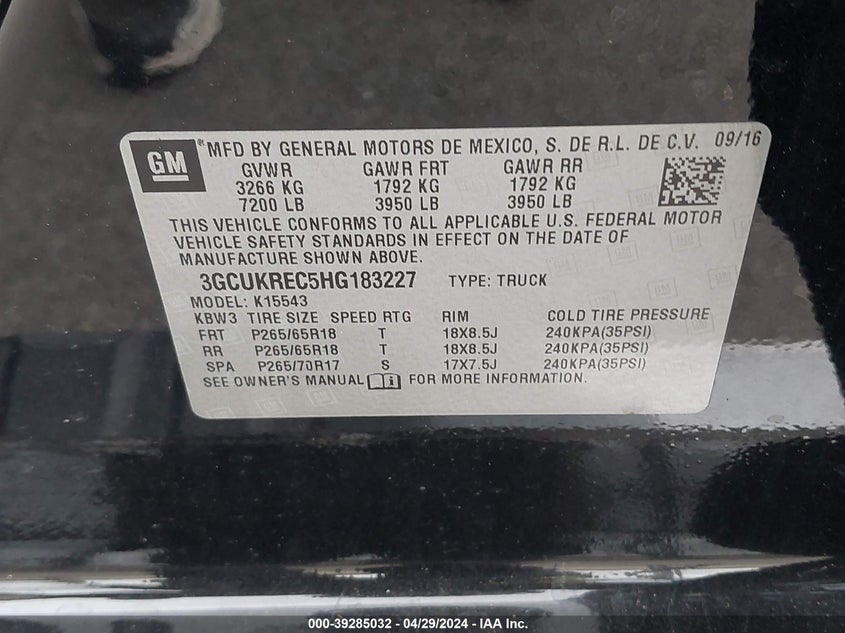 GM ® MFD BY GENERAL MOTORS DE MEXICO, S. DE R.L. DE C.V. 09/16
GVWR GAWR FRT GAWR RR
3266 KG 1792 KG 1792 KG
7200 LB 3950 LB 3950 LB
THIS VEHICLE CONFORMS TO ALL APPLICABLE U.S. FEDERAL MOTOR
VEHICLE SAFETY STANDARDS IN EFFECT ON THE DATE OF
MANUFACTURE SHOWN ABOVE.
3GCUKREC5HG183227 TYPE: TRUCK
MODEL: K15543
KBW3 TIRE SIZE SPEED RTG RIM COLD TIRE PRESSURE
FRT P265/65R18 T 18X8.5J 240KPA(35PSI)
RR P265/65R18 T 18X8.5J 240KPA(35PSI)
SPA P265/70R17 S 17X7.5J 240KPA(35PSI)
SEE OWNER'S MANUAL FOR MORE INFORMATION.
000-39285032 - 04/29/2024 - IAAI, Inc.